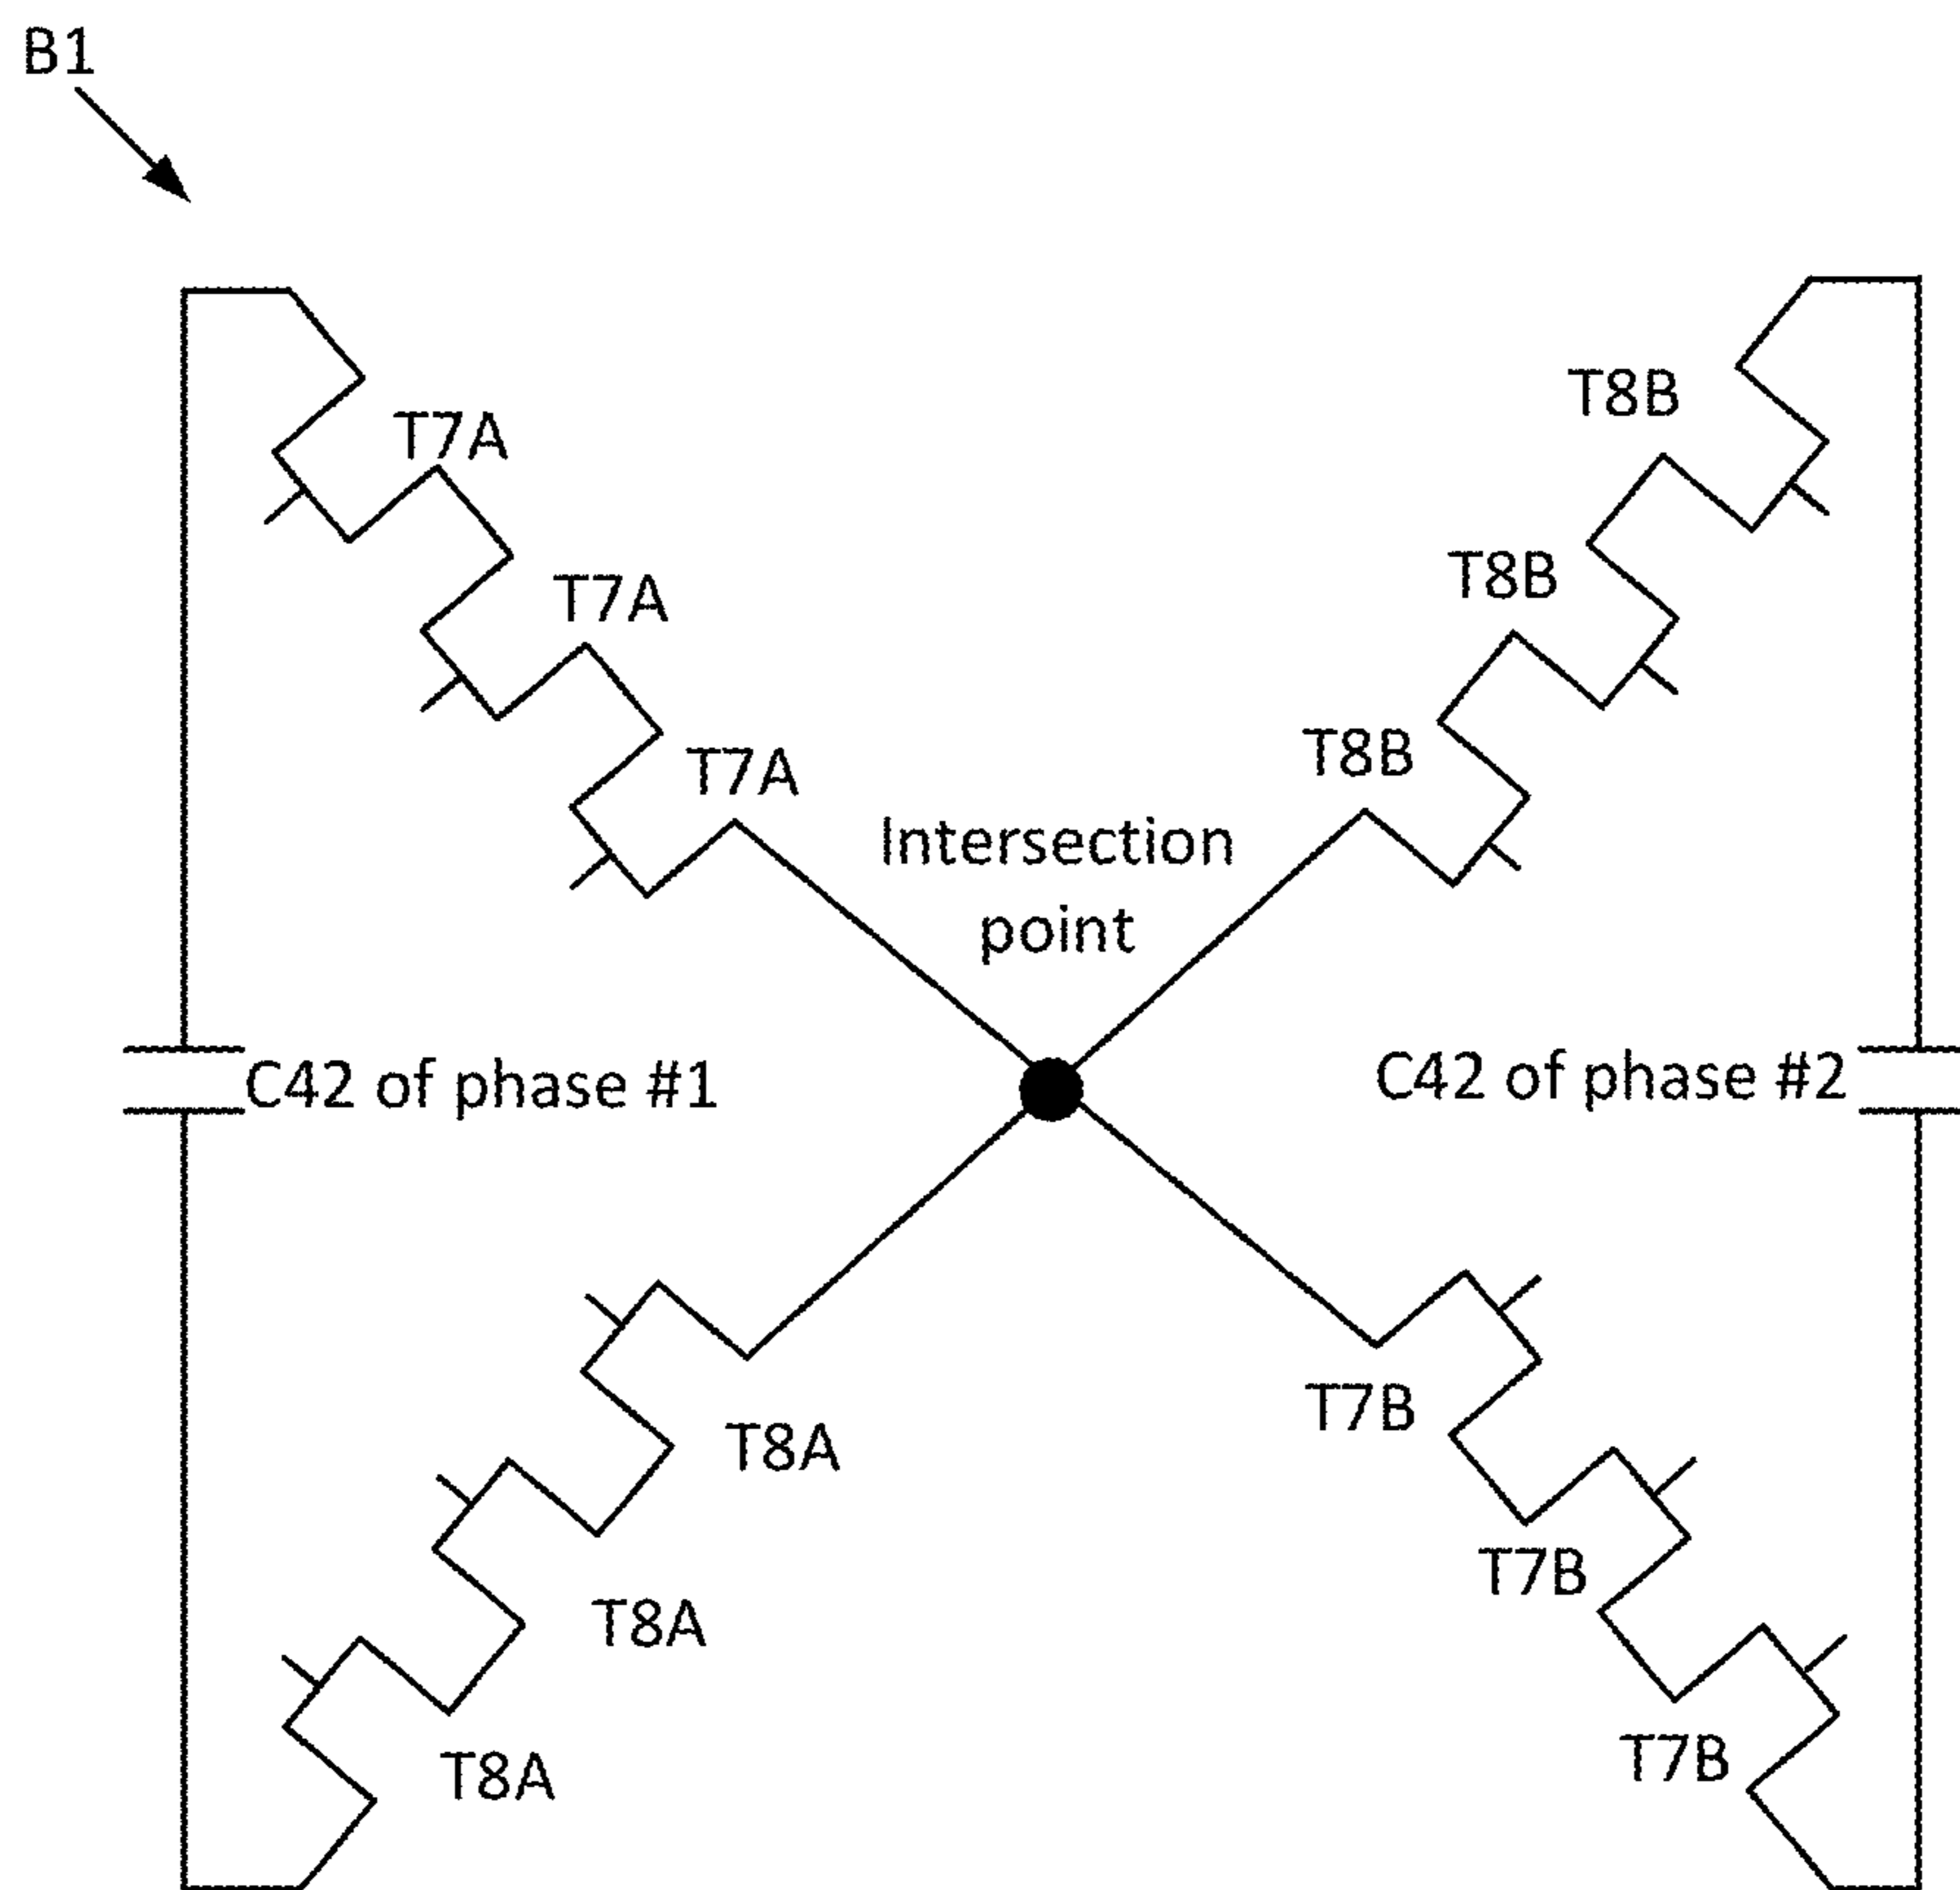 B1
T8B
T7A
T8B
T7A
T8B
T7A
Intersection
point
C42 of phase #1
C42 of phase #2
T7B
T8A
T7B
T8A
T7B
T8A